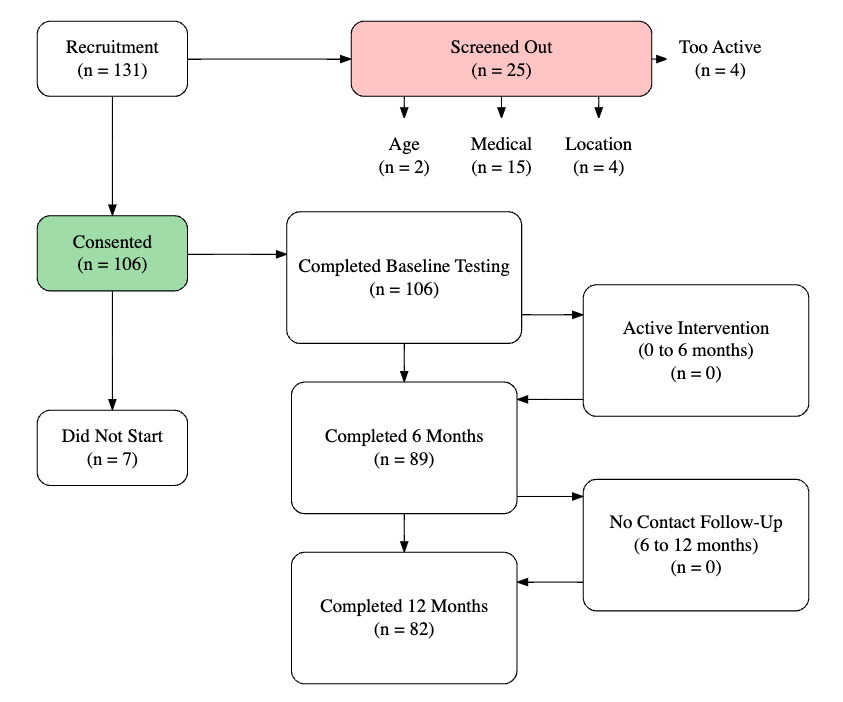 Recruitment
(n = 131)
Screened Out
(n = 25)
Too Active
(n = 4)
Age
(n = 2)
Medical
(n = 15)
Location
(n = 4)
Consented
(n = 106)
Completed Baseline Testing
(n = 106)
Active Intervention
(0 to 6 months)
(n = 0)
Did Not Start
(n = 7)
Completed 6 Months
(n = 89)
No Contact Follow-Up
(6 to 12 months)
(n = 0)
Completed 12 Months
(n = 82)